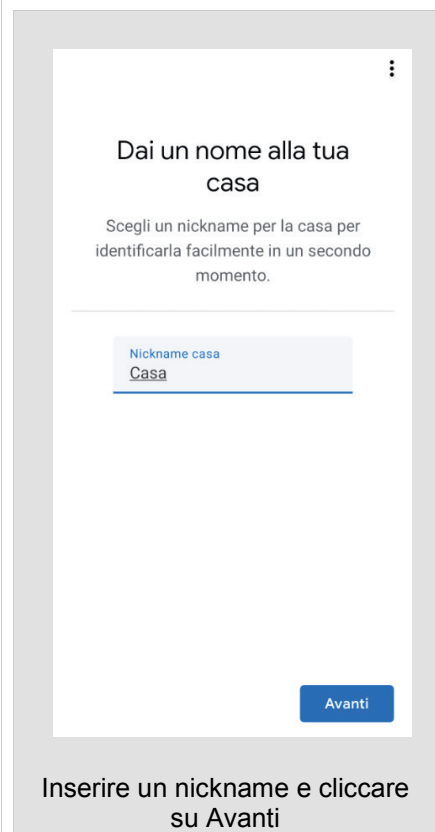 Dai un nome alla tua
casa
Scegli un nickname per la casa per
identificarla facilmente in un secondo
momento.
Nickname casa
Casa
Avanti
Inserire un nickname e cliccare
su Avanti